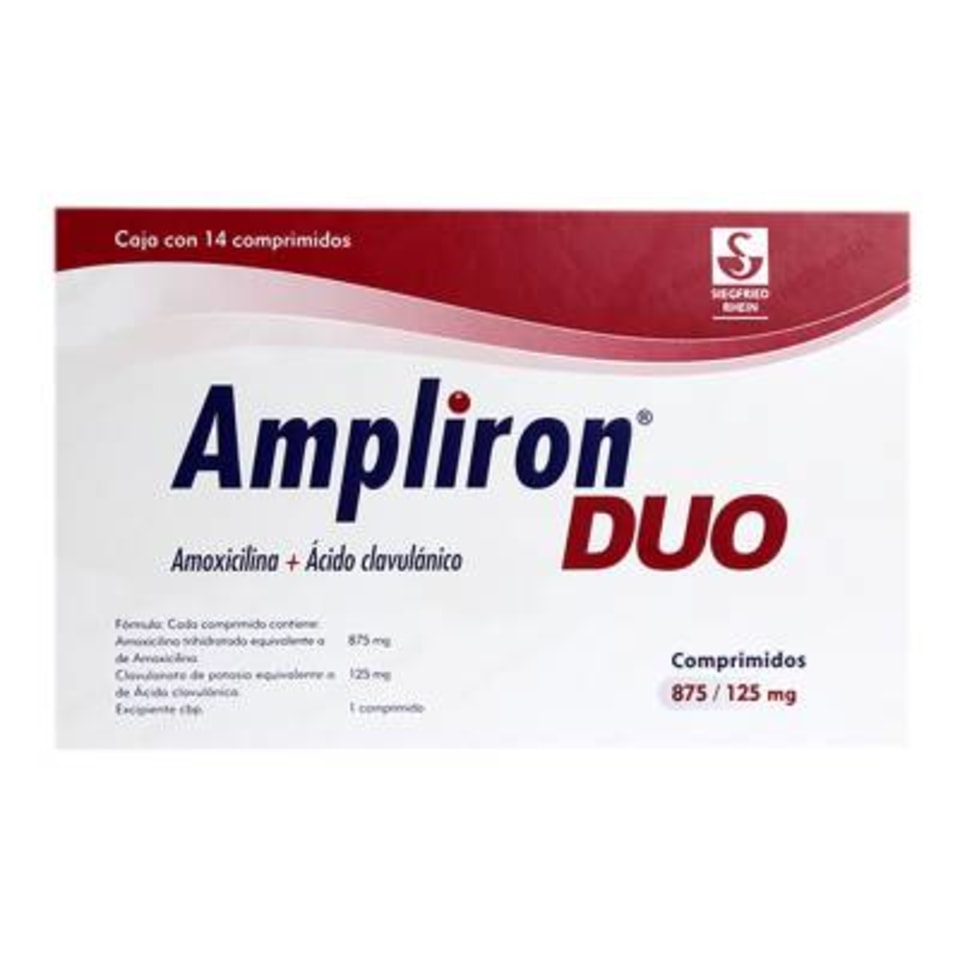 Caja con 14 comprimidos
SIEGFRIED
RHEIN
Ampliron®
DUO
Amoxicilina + Ácido clavulánico
Fórmula: Cada comprimido contiene:
Amoxicilina trihidratada equivalente a 875 mg
de Amoxicilina
Clavulanato de potasio equivalente a 125 mg
de Ácido clavulánico
Excipiente cbp. 1 comprimido
Comprimidos
875 / 125 mg